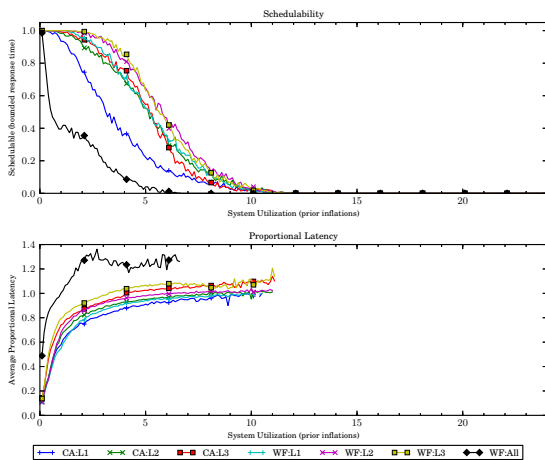 Schedulability
Schedulable (bounded response time)
1.0
0.8
0.6
0.4
0.2
0.0
0 5 10 15 20
System Utilization (prior inflations)
Proportional Latency
Average Proportional Latency
1.4
1.2
1.0
0.8
0.6
0.4
0.2
0.0
0 5 10 15 20
System Utilization (prior inflations)
CA:L1 CA:L2 CA:L3 WF:L1 WF:L2 WF:L3 WF:All